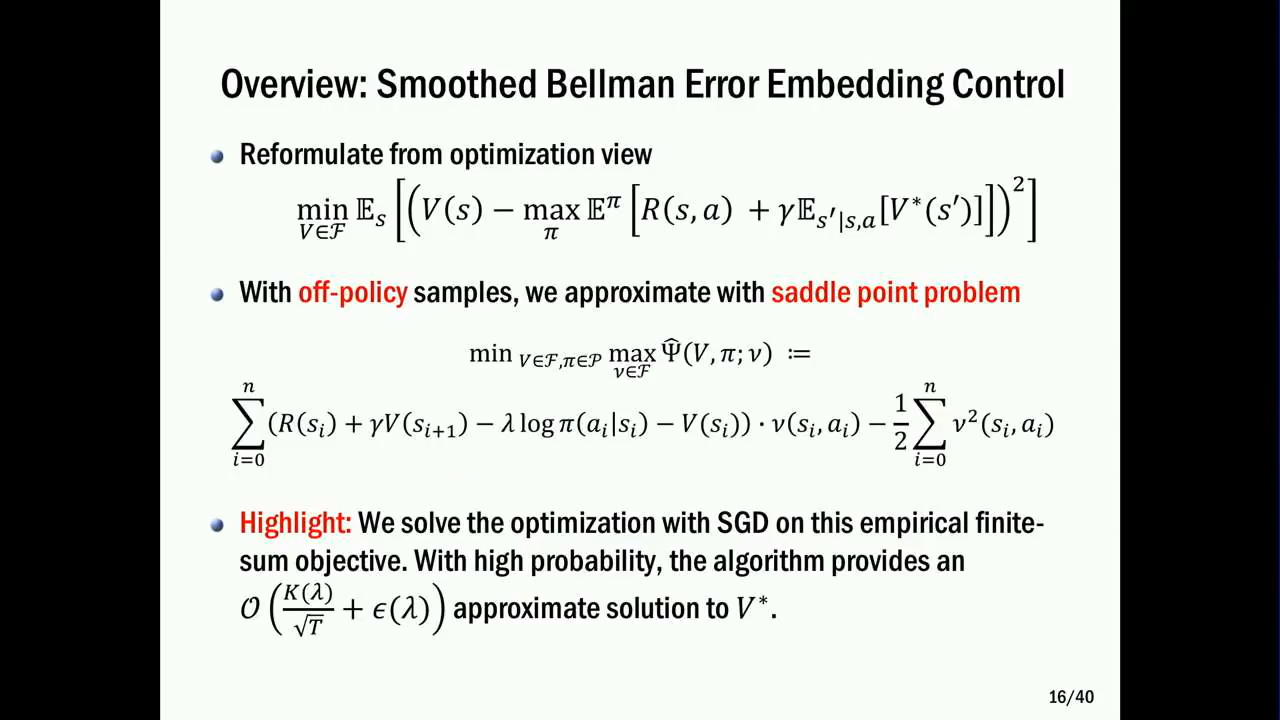 Overview: Smoothed Bellman Error Embedding Control
Reformulate from optimization view
min_{V∈ℱ} 𝔼_s [(V(s) − max_π 𝔼^π [R(s, a) + γ𝔼_{s′|s,a}[V*(s′)]])²]
With off-policy samples, we approximate with saddle point problem
min _{V∈ℱ,π∈𝒫} max_{ν∈ℱ} Ψ̂(V, π; ν) ≔
∑_{i=0}^{n} (R(s_i) + γV(s_{i+1}) − λ log π(a_i|s_i) − V(s_i)) · ν(s_i, a_i) − 1/2 ∑_{i=0}^{n} ν²(s_i, a_i)
Highlight: We solve the optimization with SGD on this empirical finite-
sum objective. With high probability, the algorithm provides an
𝒪 (K(λ)/√T + ϵ(λ)) approximate solution to V*.
16/40